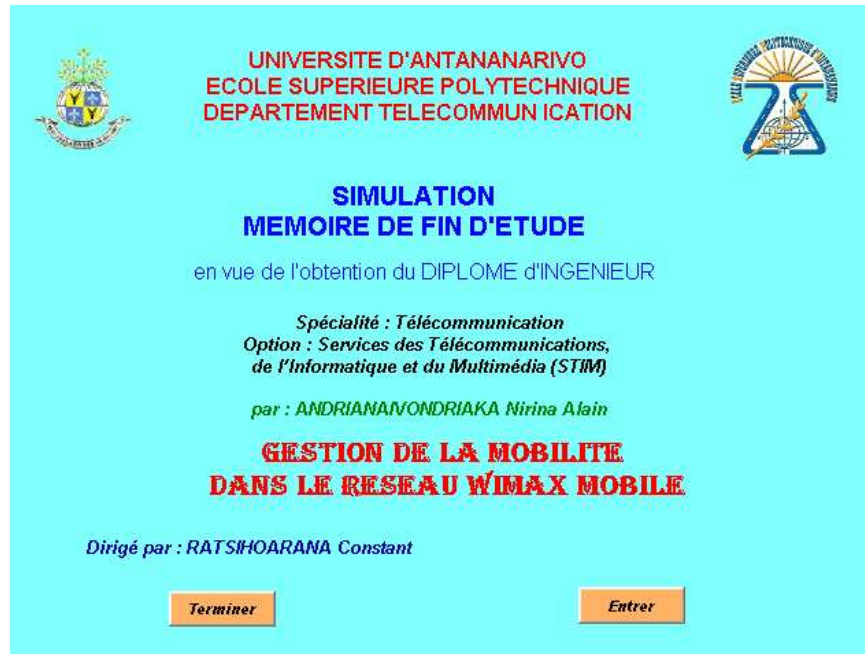 UNIVERSITE D'ANTANANARIVO
ECOLE SUPERIEURE POLYTECHNIQUE
DEPARTEMENT TELECOMMUN ICATION
SIMULATION
MEMOIRE DE FIN D'ETUDE
en vue de l'obtention du DIPLOME d'INGENIEUR
Spécialité : Télécommunication
Option : Services des Télécommunications,
de l'Informatique et du Multimédia (STIM)
par : ANDRIANAIVONDRIAKA Nirina Alain
GESTION DE LA MOBILITE
DANS LE RESEAU WIMAX MOBILE
Dirigé par : RATSIHOARANA Constant
Terminer
Entrer